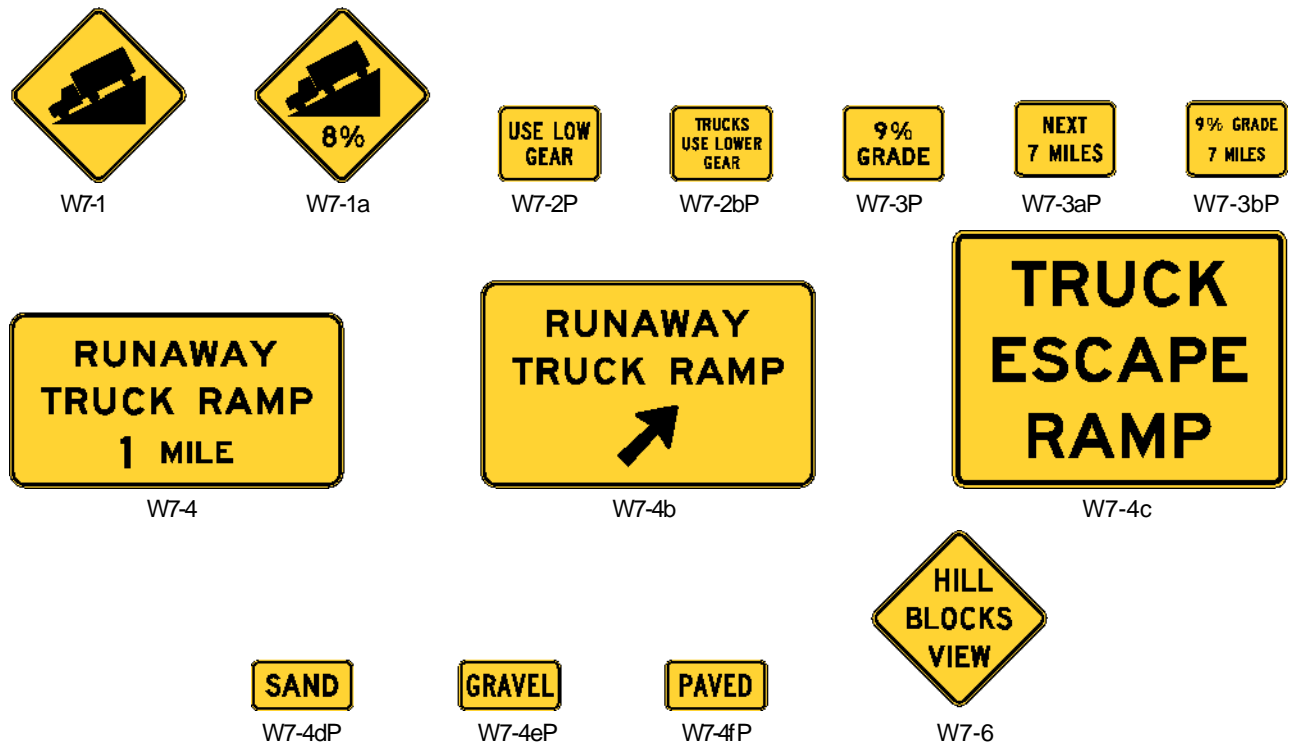 8%
W7-1
W7-1a
USE LOW
GEAR
W7-2P
TRUCKS
USE LOWER
GEAR
W7-2bP
9%
GRADE
W7-3P
NEXT
7 MILES
W7-3aP
9% GRADE
7 MILES
W7-3bP
RUNAWAY
TRUCK RAMP
1 MILE
W7-4
RUNAWAY
TRUCK RAMP
W7-4b
TRUCK
ESCAPE
RAMP
W7-4c
SAND
W7-4dP
GRAVEL
W7-4eP
PAVED
W7-4fP
HILL
BLOCKS
VIEW
W7-6